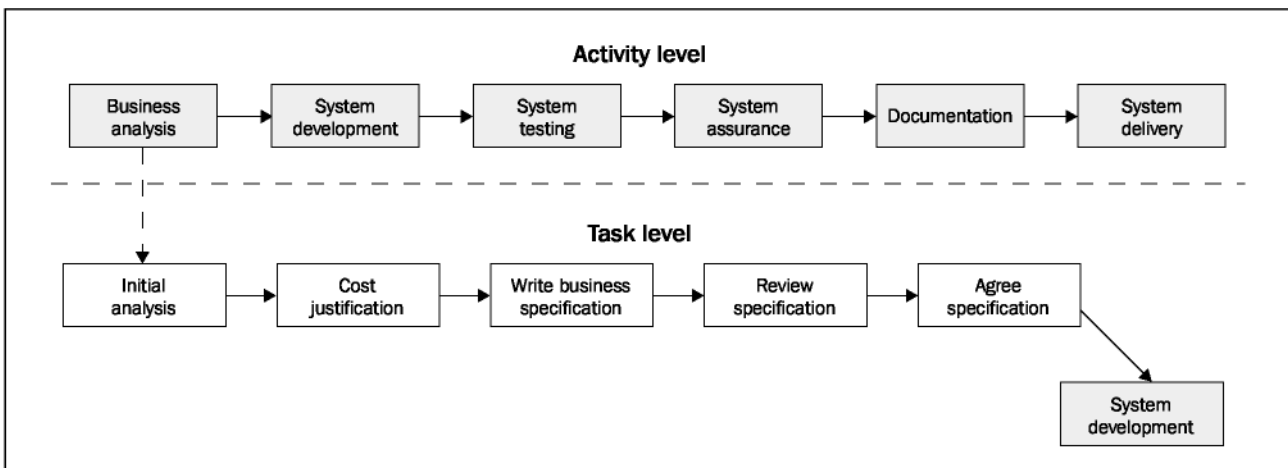 Activity level
Business
analysis
System
development
System
testing
System
assurance
Documentation
System
delivery
Task level
Initial
analysis
Cost
justification
Write business
specification
Review
specification
Agree
specification
System
development